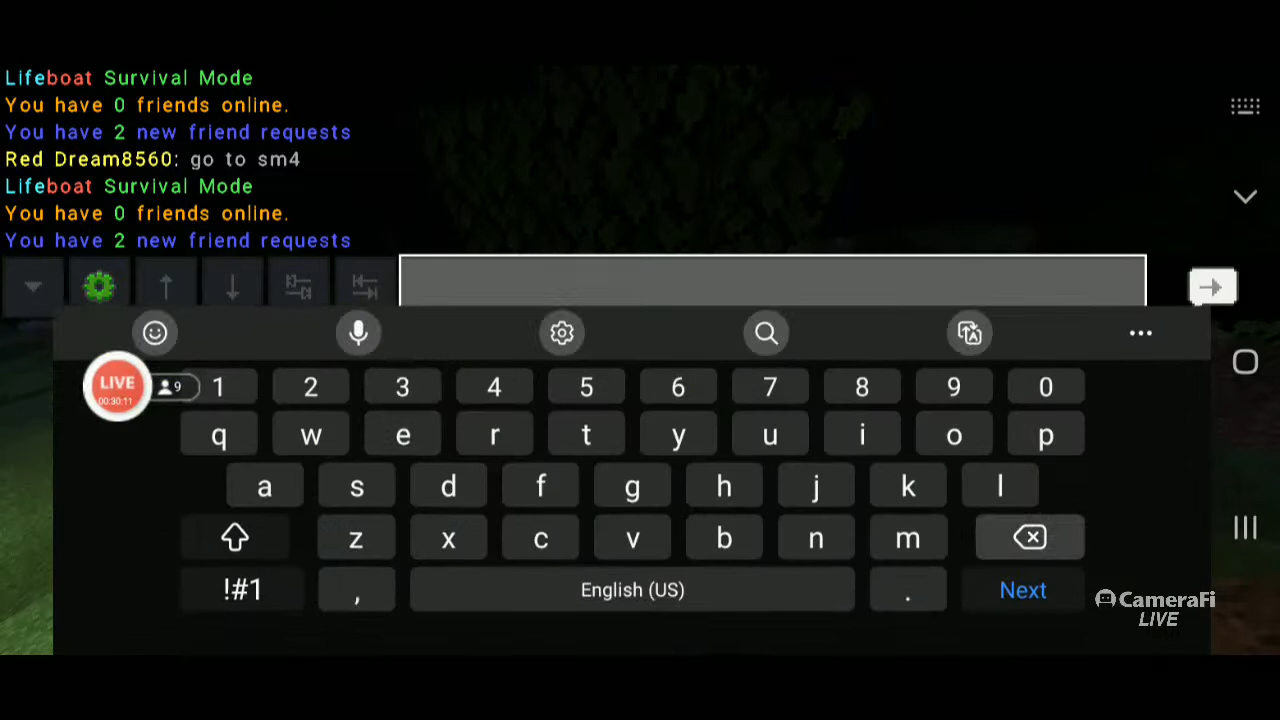 Lifeboat Survival Mode
You have 0 friends online.
You have 2 new friend requests
Red Dream8560: go to sm4
Lifeboat Survival Mode
You have 0 friends online.
You have 2 new friend requests
LIVE
00:30:11
9
1 2 3 4 5 6 7 8 9 0
q w e r t y u i o p
a s d f g h j k l
z x c v b n m
!#1 , English (US) . Next
CameraFi
LIVE